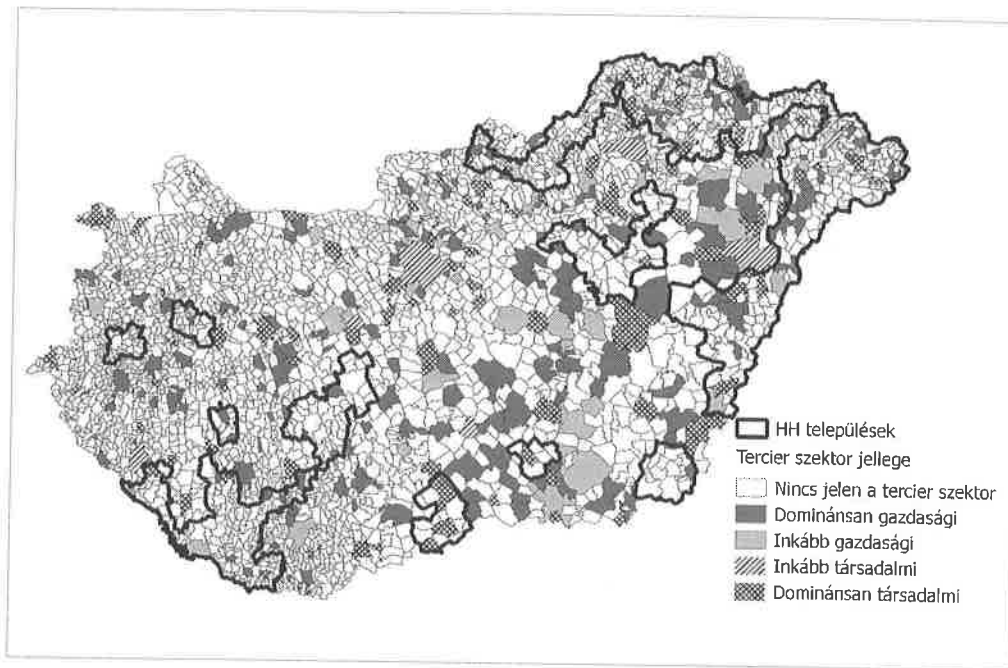 HH települések
Tercier szektor jellege
Nincs jelen a tercier szektor
Dominánsan gazdasági
Inkább gazdasági
Inkább társadalmi
Dominánsan társadalmi